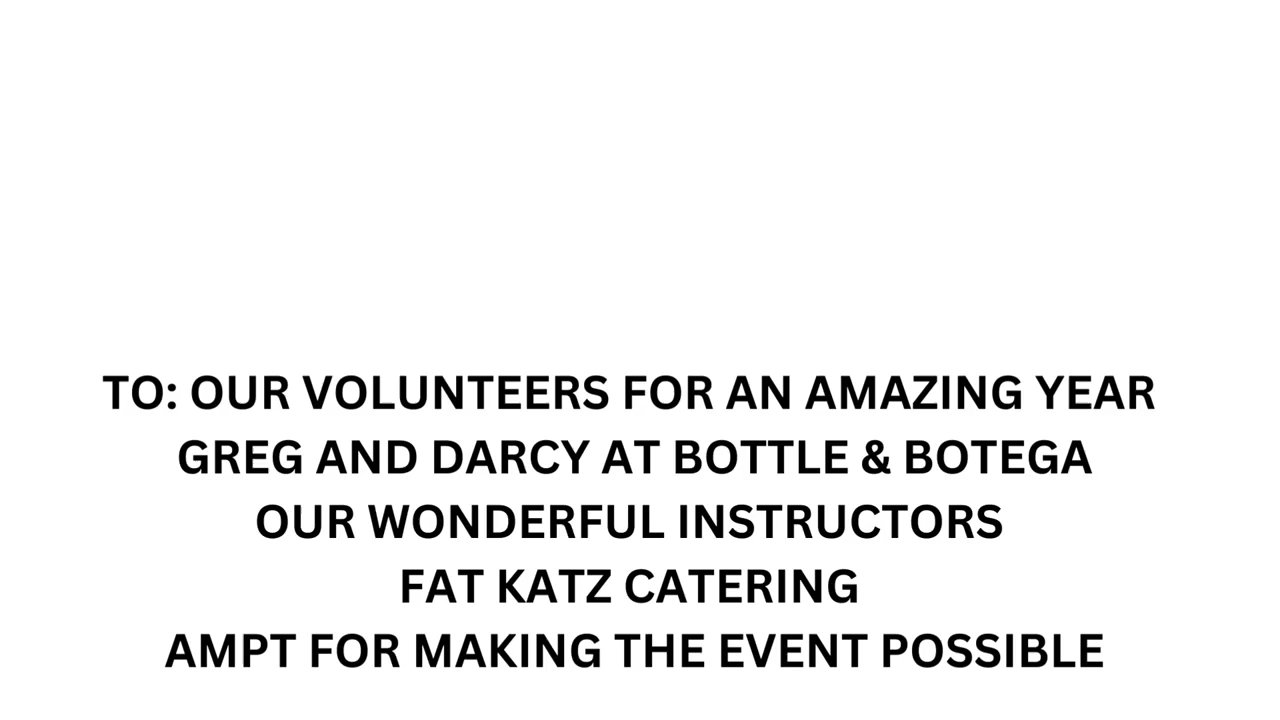 TO: OUR VOLUNTEERS FOR AN AMAZING YEAR
GREG AND DARCY AT BOTTLE & BOTEGA
OUR WONDERFUL INSTRUCTORS
FAT KATZ CATERING
AMPT FOR MAKING THE EVENT POSSIBLE